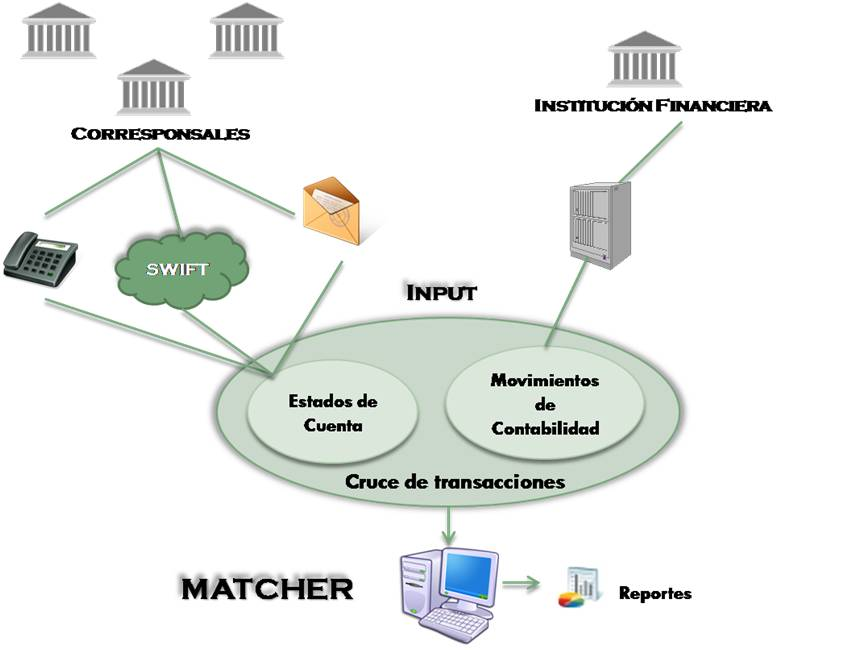 CORRESPONSALES
INSTITUCIÓN FINANCIERA
SWIFT
INPUT
Estados de
Cuenta
Movimientos
de
Contabilidad
Cruce de transacciones
MATCHER
Reportes